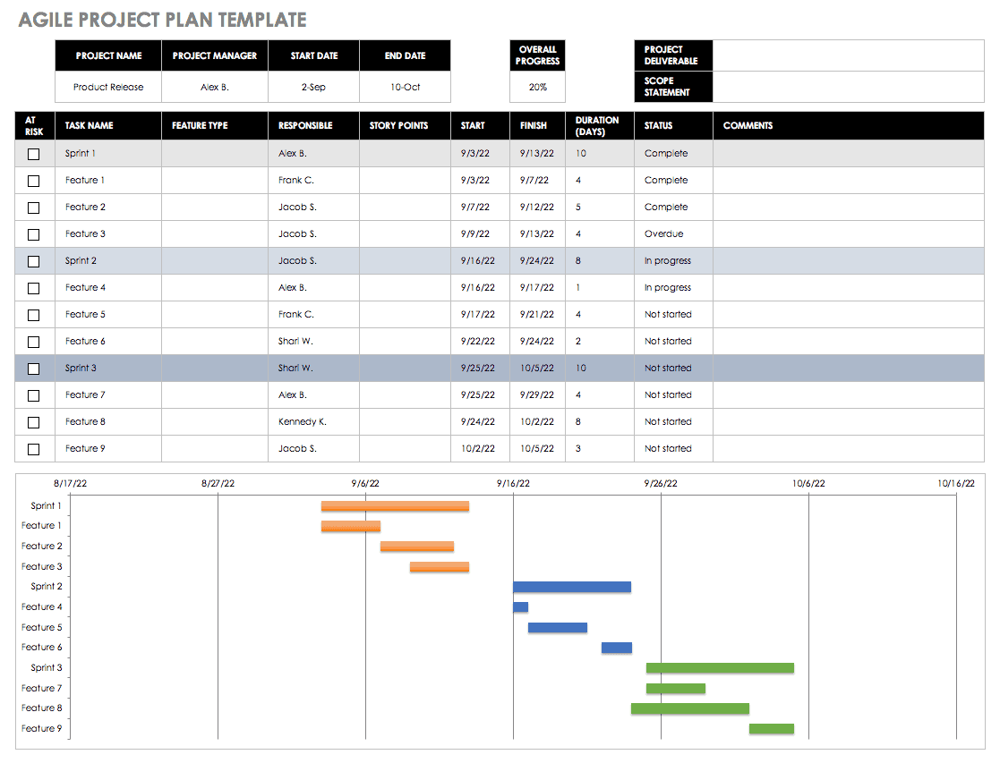 AGILE PROJECT PLAN TEMPLATE
PROJECT NAME PROJECT MANAGER START DATE END DATE OVERALL PROGRESS PROJECT DELIVERABLE
Product Release Alex B. 2-Sep 10-Oct 20% SCOPE STATEMENT
AT RISK TASK NAME FEATURE TYPE RESPONSIBLE STORY POINTS START FINISH DURATION (DAYS) STATUS COMMENTS
Sprint 1 Alex B. 9/3/22 9/13/22 10 Complete
Feature 1 Frank C. 9/3/22 9/7/22 4 Complete
Feature 2 Jacob S. 9/7/22 9/12/22 5 Complete
Feature 3 Jacob S. 9/9/22 9/13/22 4 Overdue
Sprint 2 Jacob S. 9/16/22 9/24/22 8 In progress
Feature 4 Alex B. 9/16/22 9/17/22 1 In progress
Feature 5 Frank C. 9/17/22 9/21/22 4 Not started
Feature 6 Shari W. 9/22/22 9/24/22 2 Not started
Sprint 3 Shari W. 9/25/22 10/5/22 10 Not started
Feature 7 Alex B. 9/25/22 9/29/22 4 Not started
Feature 8 Kennedy K. 9/24/22 10/2/22 8 Not started
Feature 9 Jacob S. 10/2/22 10/5/22 3 Not started
8/17/22 8/27/22 9/6/22 9/16/22 9/26/22 10/6/22 10/16/22
Sprint 1
Feature 1
Feature 2
Feature 3
Sprint 2
Feature 4
Feature 5
Feature 6
Sprint 3
Feature 7
Feature 8
Feature 9